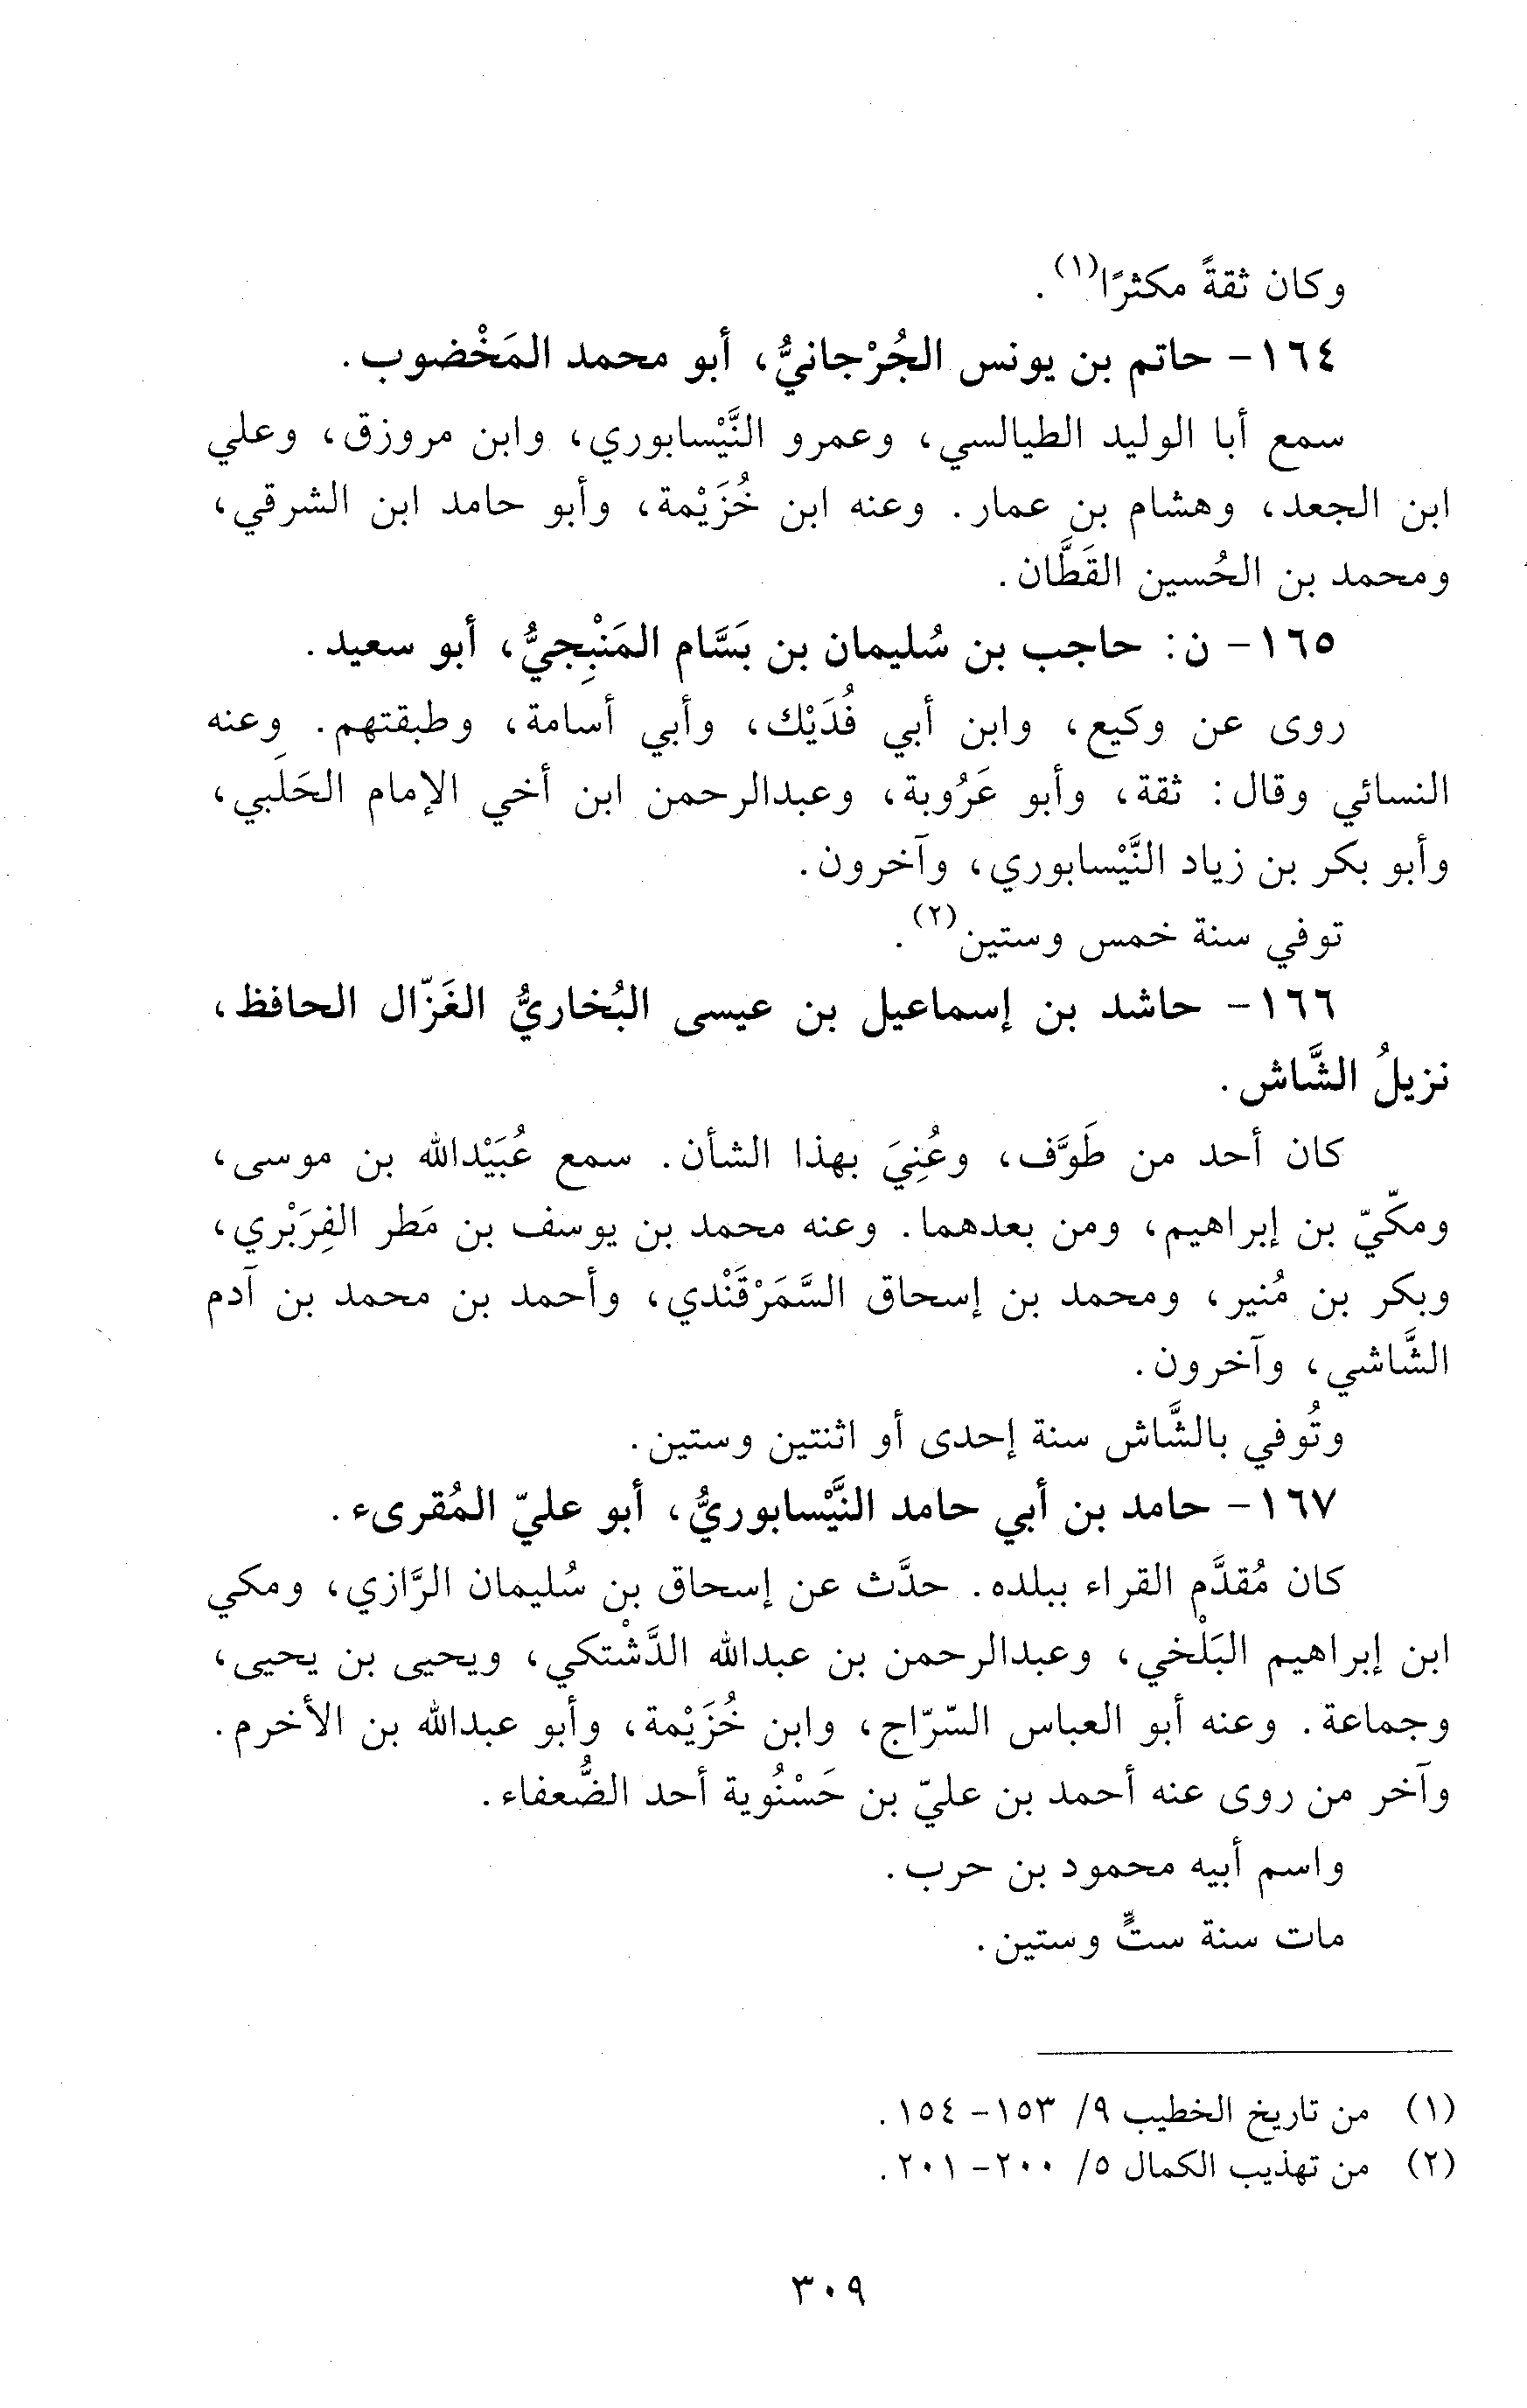 وكان ثقةً مكثرًا(١).
١٦٤- حاتم بن يونس الجُرْجانيُّ، أبو محمد المَخْضوب.
سمع أبا الوليد الطيالسي، وعمرو النَّيْسابوري، وابن مروزق، وعلي
ابن الجعد، وهشام بن عمار. وعنه ابن خُزَيْمة، وأبو حامد ابن الشرقي،
ومحمد بن الحُسين القَطَّان.
١٦٥- ن: حاجب بن سُليمان بن بَسَّام المَنْبِجيُّ، أبو سعيد.
روى عن وكيع، وابن أبي فُدَيْك، وأبي أسامة، وطبقتهم. وعنه
النسائي وقال: ثقة، وأبو عَرُوبة، وعبدالرحمن ابن أخي الإمام الحَلَبي،
وأبو بكر بن زياد النَّيْسابوري، وآخرون.
توفي سنة خمس وستين(٢).
١٦٦- حاشد بن إسماعيل بن عيسى البُخاريُّ الغَزّال الحافظ،
نزيلُ الشَّاش.
كان أحد من طَوَّف، وعُنِيَ بهذا الشأن. سمع عُبَيْدالله بن موسى،
ومكّيّ بن إبراهيم، ومن بعدهما. وعنه محمد بن يوسف بن مَطر الفِرَبْري،
وبكر بن مُنير، ومحمد بن إسحاق السَّمَرْقَنْدي، وأحمد بن محمد بن آدم
الشَّاشي، وآخرون.
وتُوفي بالشَّاش سنة إحدى أو اثنتين وستين.
١٦٧- حامد بن أبي حامد النَّيْسابوريُّ، أبو عليّ المُقرىء.
كان مُقدَّم القراء ببلده. حدَّث عن إسحاق بن سُليمان الرَّازي، ومكي
ابن إبراهيم البَلْخي، وعبدالرحمن بن عبدالله الدَّشْتكي، ويحيى بن يحيى،
وجماعة. وعنه أبو العباس السّرّاج، وابن خُزَيْمة، وأبو عبدالله بن الأخرم.
وآخر من روى عنه أحمد بن عليّ بن حَسْنُوية أحد الضُّعفاء.
واسم أبيه محمود بن حرب.
مات سنة ستٍّ وستين.
(١) من تاريخ الخطيب ٩/ ١٥٣- ١٥٤.
(٢) من تهذيب الكمال ٥/ ٢٠٠- ٢٠١.
٣٠٩